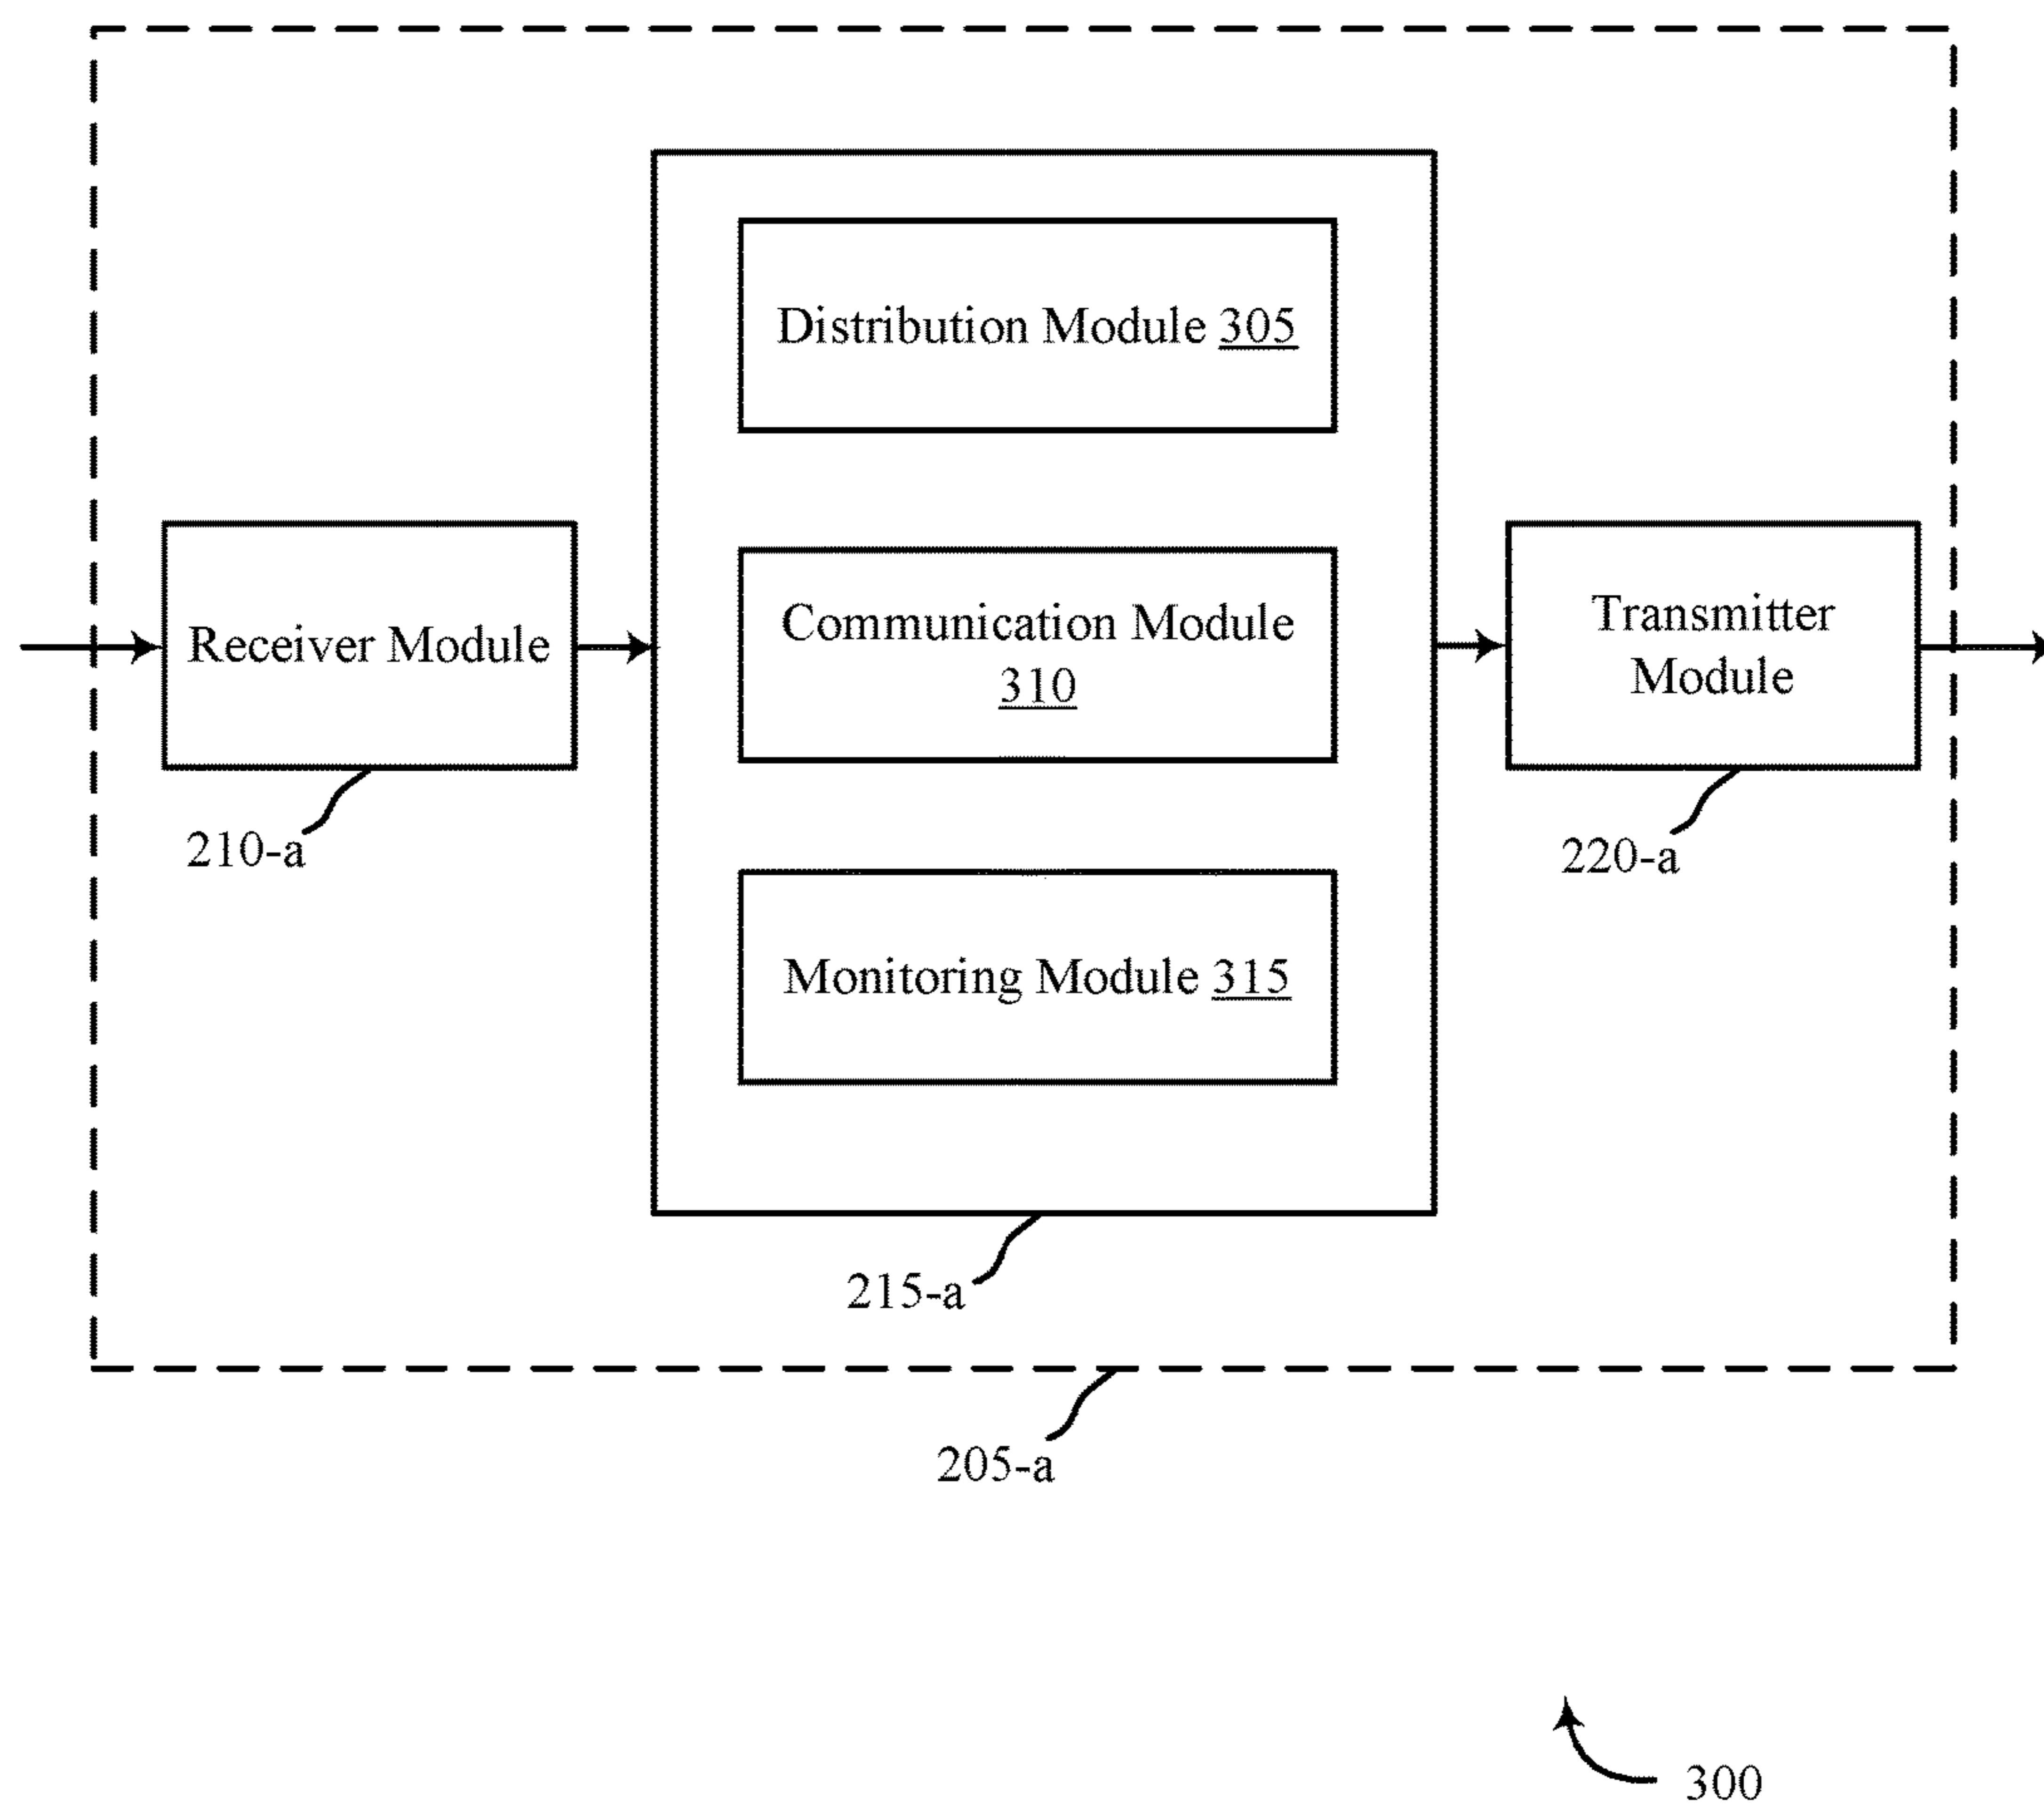 Distribution Module 305
Receiver Module
Communication Module
310
Transmitter
Module
210-a
220-a
Monitoring Module 315
215-a
205-a
300